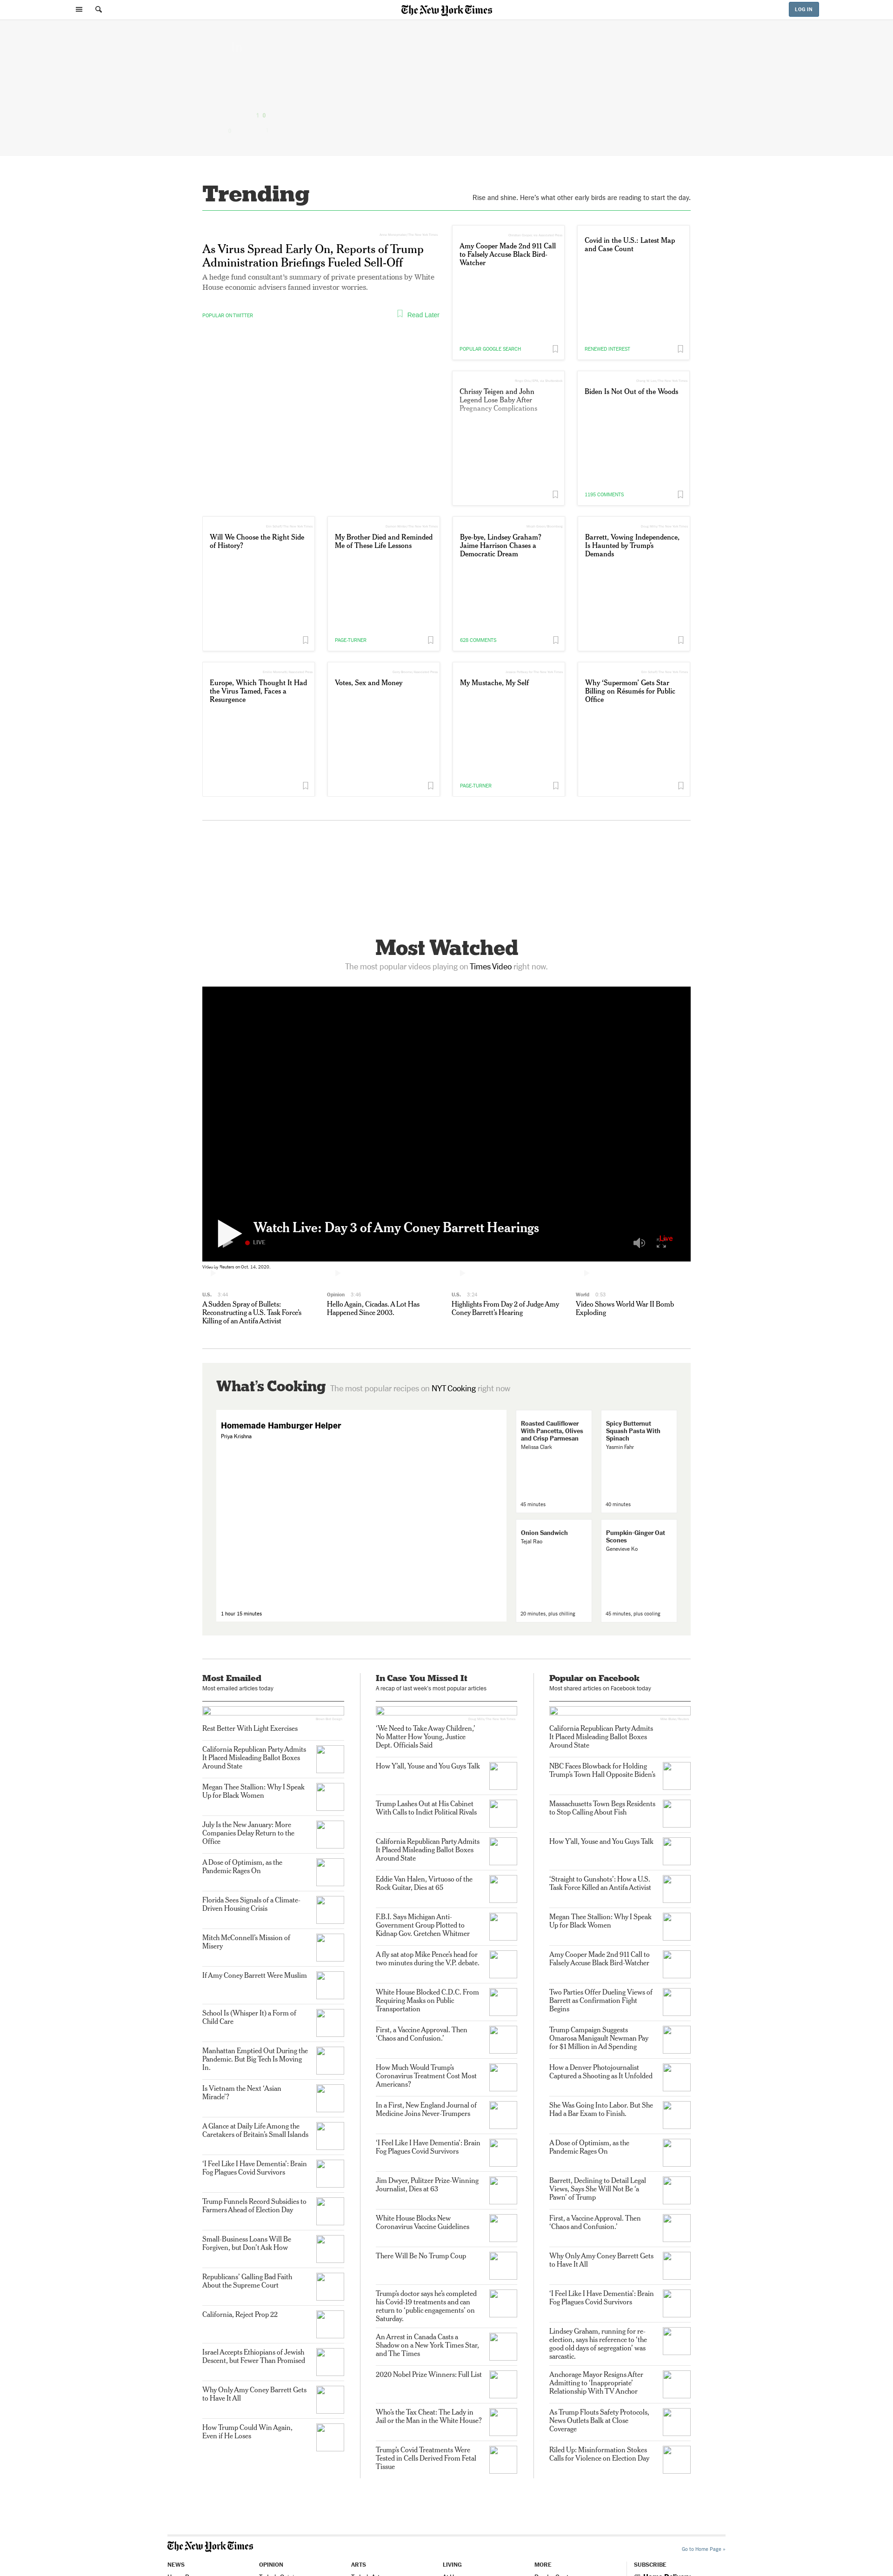 The New York Times
LOG IN
Trending
Rise and shine. Here's what other early birds are reading to start the day.
As Virus Spread Early On, Reports of Trump
Administration Briefings Fueled Sell-Off
A hedge fund consultant's summary of private presentations by White
House economic advisers fanned investor worries.
POPULAR ON TWITTER
Read Later
Amy Cooper Made 2nd 911 Call
to Falsely Accuse Black Bird-
Watcher
POPULAR GOOGLE SEARCH
Covid in the U.S.: Latest Map
and Case Count
RENEWED INTEREST
Chrissy Teigen and John
Legend Lose Baby After
Pregnancy Complications
Biden Is Not Out of the Woods
1195 COMMENTS
Will We Choose the Right Side
of History?
My Brother Died and Reminded
Me of These Life Lessons
PAGE-TURNER
Bye-bye, Lindsey Graham?
Jaime Harrison Chases a
Democratic Dream
628 COMMENTS
Barrett, Vowing Independence,
Is Haunted by Trump's
Demands
Europe, Which Thought It Had
the Virus Tamed, Faces a
Resurgence
Votes, Sex and Money
My Mustache, My Self
PAGE-TURNER
Why 'Supermom' Gets Star
Billing on Résumés for Public
Office
Most Watched
The most popular videos playing on Times Video right now.
Watch Live: Day 3 of Amy Coney Barrett Hearings
LIVE
Live
Video by Reuters on Oct. 14, 2020.
U.S. 5:44
A Sudden Spray of Bullets:
Reconstructing a U.S. Task Force's
Killing of an Antifa Activist
Opinion 3:46
Hello Again, Cicadas. A Lot Has
Happened Since 2003.
U.S. 5:24
Highlights From Day 2 of Judge Amy
Coney Barrett's Hearing
World 0:53
Video Shows World War II Bomb
Exploding
What's Cooking The most popular recipes on NYT Cooking right now
Homemade Hamburger Helper
Priya Krishna
1 hour 15 minutes
Roasted Cauliflower
With Pancetta, Olives
and Crisp Parmesan
Melissa Clark
45 minutes
Spicy Butternut
Squash Pasta With
Spinach
Yasmin Fahr
40 minutes
Onion Sandwich
Tejal Rao
20 minutes, plus chilling
Pumpkin-Ginger Oat
Scones
Genevieve Ko
45 minutes, plus cooling
Most Emailed
Most emailed articles today
Rest Better With Light Exercises
California Republican Party Admits
It Placed Misleading Ballot Boxes
Around State
Megan Thee Stallion: Why I Speak
Up for Black Women
July Is the New January: More
Companies Delay Return to the
Office
A Dose of Optimism, as the
Pandemic Rages On
Florida Sees Signals of a Climate-
Driven Housing Crisis
Mitch McConnell's Mission of
Misery
If Amy Coney Barrett Were Muslim
School Is (Whisper It) a Form of
Child Care
Manhattan Emptied Out During the
Pandemic. But Big Tech Is Moving
In.
Is Vietnam the Next 'Asian
Miracle'?
A Glance at Daily Life Among the
Caretakers of Britain's Small Islands
'I Feel Like I Have Dementia': Brain
Fog Plagues Covid Survivors
Trump Funnels Record Subsidies to
Farmers Ahead of Election Day
Small-Business Loans Will Be
Forgiven, but Don't Ask How
Republicans' Galling Bad Faith
About the Supreme Court
California, Reject Prop 22
Israel Accepts Ethiopians of Jewish
Descent, but Fewer Than Promised
Why Only Amy Coney Barrett Gets
to Have It All
How Trump Could Win Again,
Even if He Loses
In Case You Missed It
A recap of last week's most popular articles
'We Need to Take Away Children,'
No Matter How Young, Justice
Dept. Officials Said
How Y'all, Youse and You Guys Talk
Trump Lashes Out at His Cabinet
With Calls to Indict Political Rivals
California Republican Party Admits
It Placed Misleading Ballot Boxes
Around State
Eddie Van Halen, Virtuoso of the
Rock Guitar, Dies at 65
F.B.I. Says Michigan Anti-
Government Group Plotted to
Kidnap Gov. Gretchen Whitmer
A fly sat atop Mike Pence's head for
two minutes during the V.P. debate.
White House Blocked C.D.C. From
Requiring Masks on Public
Transportation
First, a Vaccine Approval. Then
'Chaos and Confusion.'
How Much Would Trump's
Coronavirus Treatment Cost Most
Americans?
In a First, New England Journal of
Medicine Joins Never-Trumpers
'I Feel Like I Have Dementia': Brain
Fog Plagues Covid Survivors
Jim Dwyer, Pulitzer Prize-Winning
Journalist, Dies at 63
White House Blocks New
Coronavirus Vaccine Guidelines
There Will Be No Trump Coup
Trump's doctor says he's completed
his Covid-19 treatments and can
return to 'public engagements' on
Saturday.
An Arrest in Canada Casts a
Shadow on a New York Times Star,
and The Times
2020 Nobel Prize Winners: Full List
Who's the Tax Cheat: The Lady in
Jail or the Man in the White House?
Trump's Covid Treatments Were
Tested in Cells Derived From Fetal
Tissue
Popular on Facebook
Most shared articles on Facebook today
California Republican Party Admits
It Placed Misleading Ballot Boxes
Around State
NBC Faces Blowback for Holding
Trump's Town Hall Opposite Biden's
Massachusetts Town Begs Residents
to Stop Calling About Fish
How Y'all, Youse and You Guys Talk
'Straight to Gunshots': How a U.S.
Task Force Killed an Antifa Activist
Megan Thee Stallion: Why I Speak
Up for Black Women
Amy Cooper Made 2nd 911 Call to
Falsely Accuse Black Bird-Watcher
Two Parties Offer Dueling Views of
Barrett as Confirmation Fight
Begins
Trump Campaign Suggests
Omarosa Manigault Newman Pay
for $1 Million in Ad Spending
How a Denver Photojournalist
Captured a Shooting as It Unfolded
She Was Going Into Labor. But She
Had a Bar Exam to Finish.
A Dose of Optimism, as the
Pandemic Rages On
Barrett, Declining to Detail Legal
Views, Says She Will Not Be 'a
Pawn' of Trump
First, a Vaccine Approval. Then
'Chaos and Confusion.'
Why Only Amy Coney Barrett Gets
to Have It All
'I Feel Like I Have Dementia': Brain
Fog Plagues Covid Survivors
Lindsey Graham, running for re-
election, says his reference to 'the
good old days of segregation' was
sarcastic.
Anchorage Mayor Resigns After
Admitting to 'Inappropriate'
Relationship With TV Anchor
As Trump Flouts Safety Protocols,
News Outlets Balk at Close
Coverage
Riled Up: Misinformation Stokes
Calls for Violence on Election Day
The New York Times
Go to Home Page »
NEWS
OPINION
ARTS
LIVING
MORE
SUBSCRIBE